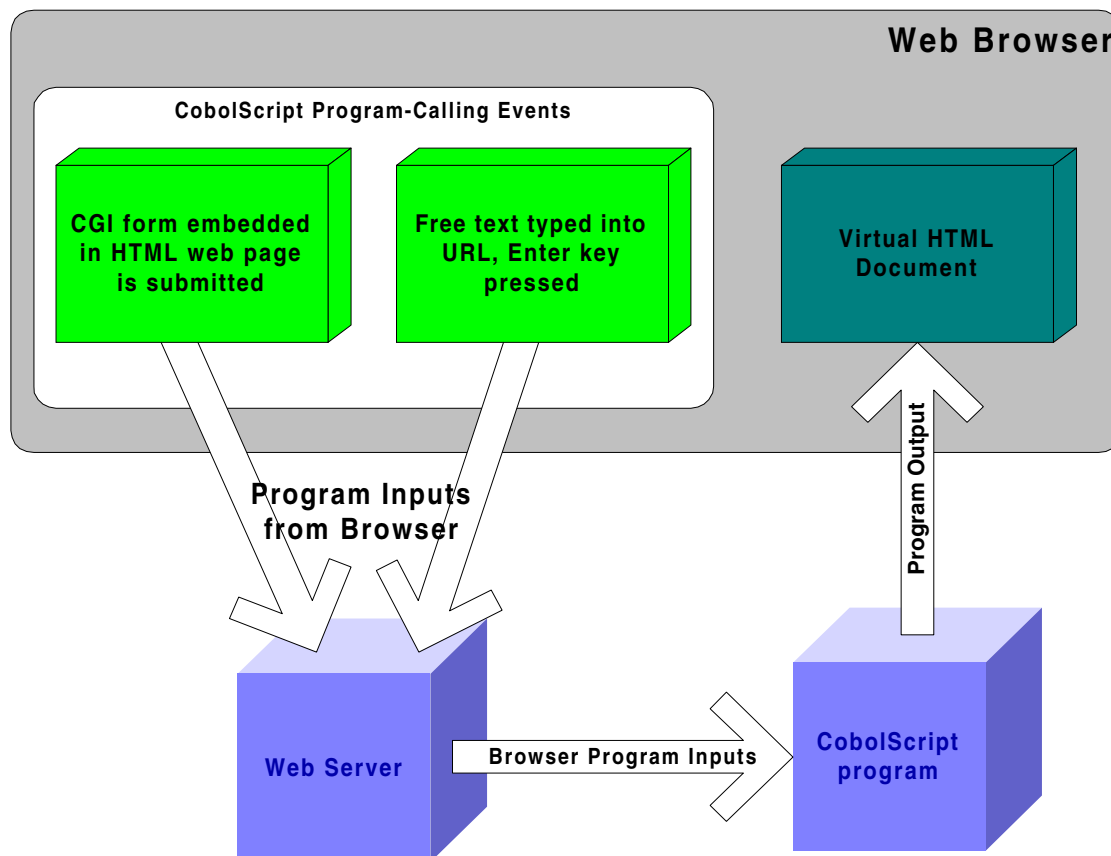 Web Browser
CobolScript Program-Calling Events
CGI form embedded
in HTML web page
is submitted
Free text typed into
URL, Enter key
pressed
Virtual HTML
Document
Program Inputs
from Browser
Program Output
Web Server
Browser Program Inputs
CobolScript
program